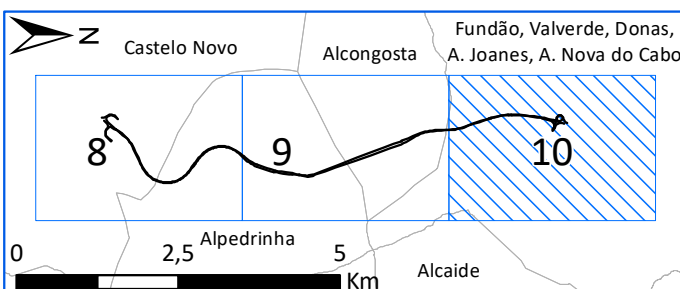 N
Castelo Novo
Alcongosta
Fundão, Valverde, Donas,
A. Joanes, A. Nova do Cabo
8
9
10
Alpedrinha
Alcaide
0
2,5
5
Km